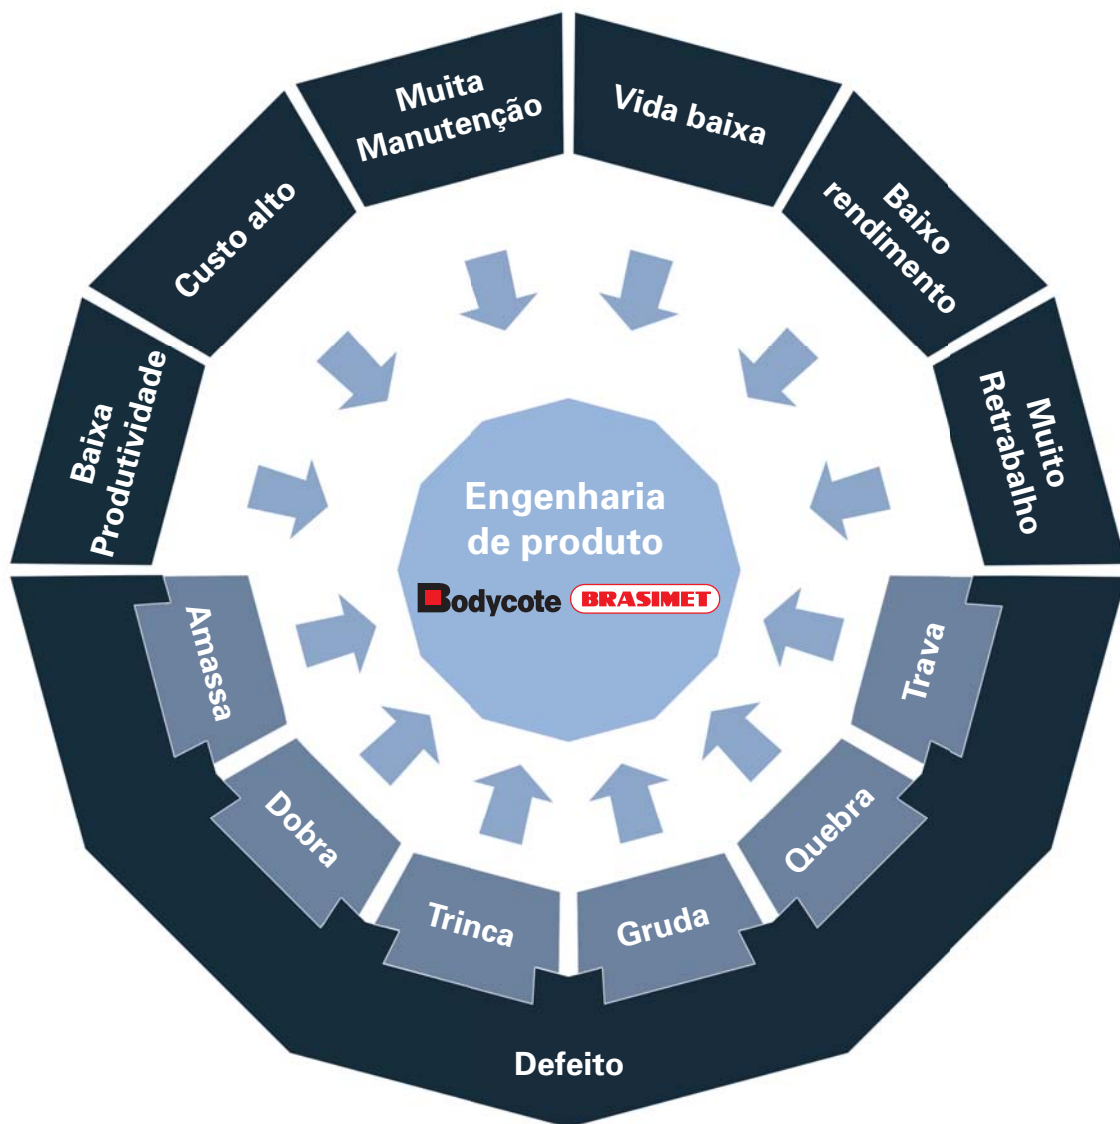 Muita
Manutenção
Vida baixa
Custo alto
Baixo
rendimento
Baixa
Produtividade
Muito
Retrabalho
Engenharia
de produto
Bodycote BRASIMET
Amassa
Trava
Dobra
Quebra
Trinca
Gruda
Defeito